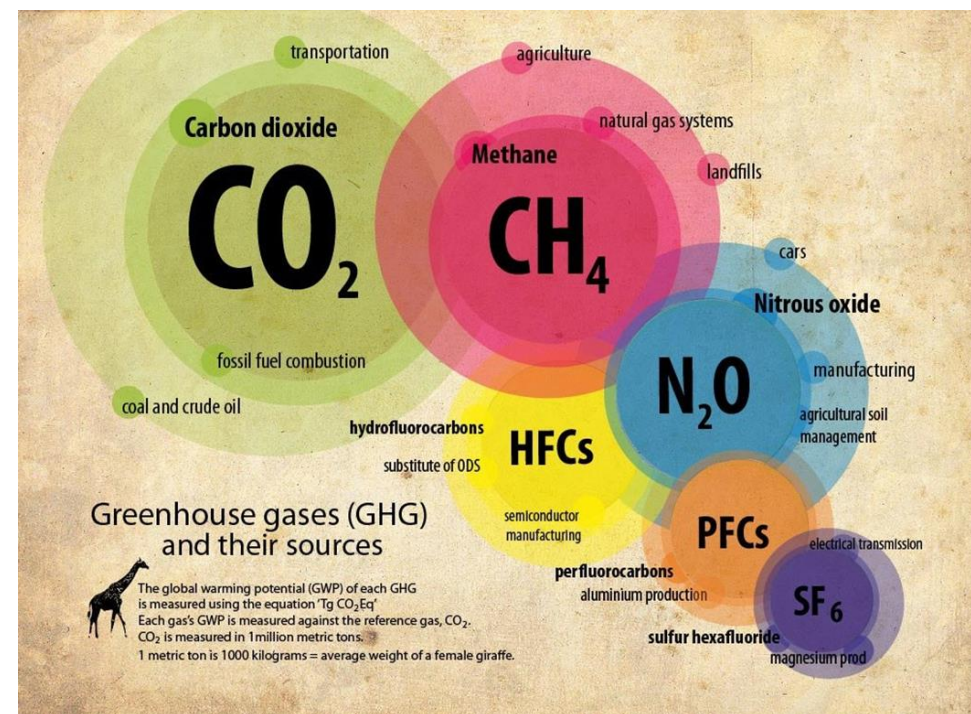 transportation
Carbon dioxide
CO₂
fossil fuel combustion
coal and crude oil
agriculture
natural gas systems
Methane
landfills
CH₄
cars
Nitrous oxide
manufacturing
N₂O
agricultural soil
management
hydrofluorocarbons
HFCs
substitute of ODS
semiconductor
manufacturing
PFCs
perfluorocarbons
aluminium production
electrical transmission
SF₆
sulfur hexafluoride
magnesium prod
Greenhouse gases (GHG)
and their sources
The global warming potential (GWP) of each GHG
is measured using the equation 'Tg CO₂Eq'
Each gas's GWP is measured against the reference gas, CO₂.
CO₂ is measured in 1million metric tons.
1 metric ton is 1000 kilograms = average weight of a female giraffe.